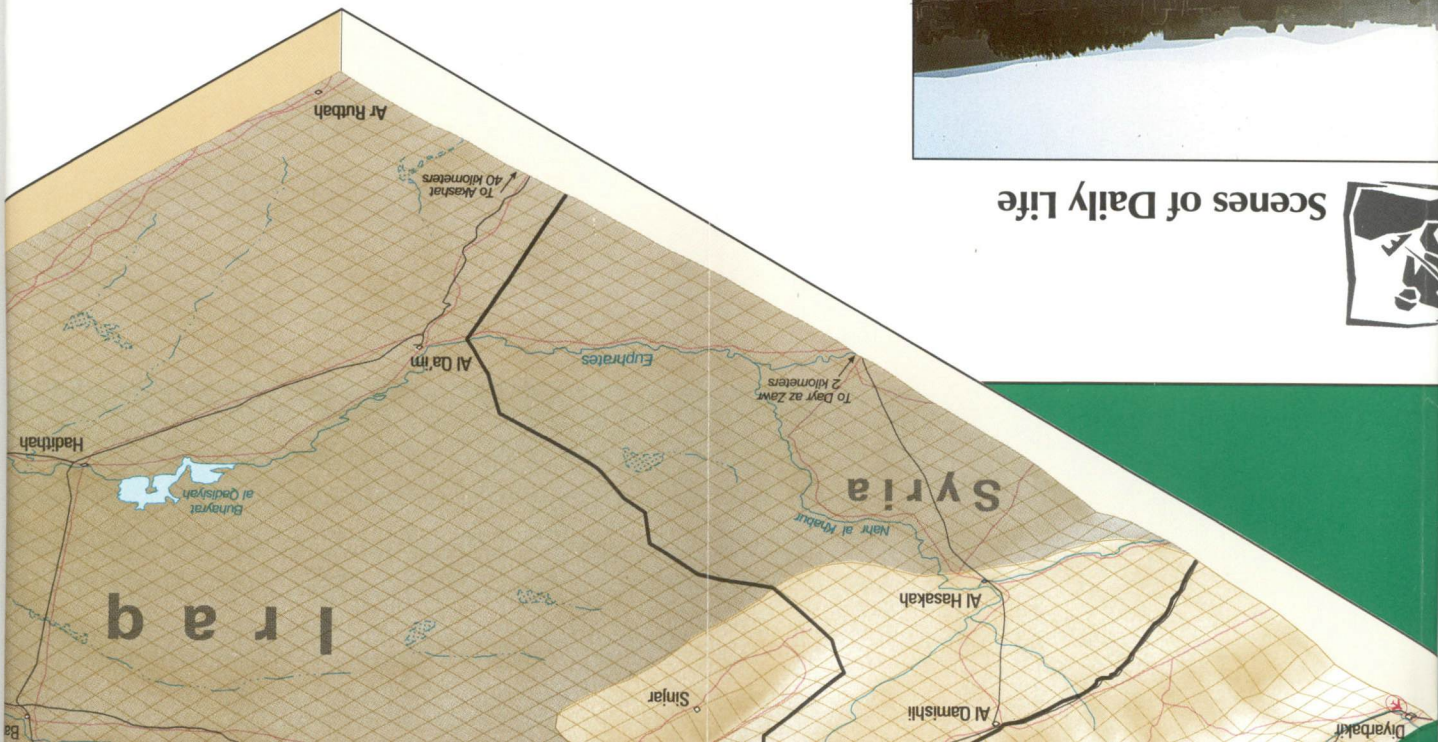 Diyarbakir
Al Qamishli
Ba
Sinjar
Iraq
Al Hasakah
Nahr al Khabur
Buhayrat
al Qadisiyah
Syria
Hadithah
To Dayr az Zawr
2 kilometers
Euphrates
Al Qa'im
Scenes of Daily Life
To Akashat
40 kilometers
Ar Rutbah